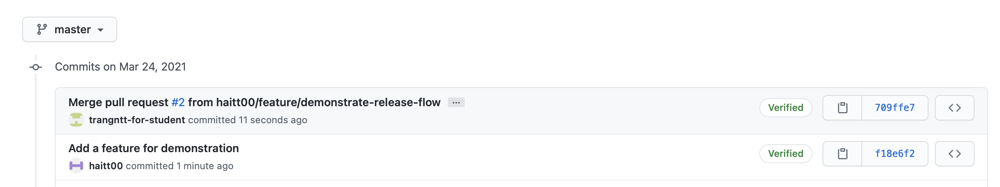 master
Commits on Mar 24, 2021
Merge pull request #2 from haitt00/feature/demonstrate-release-flow ...
Verified 709ffe7
trangntt-for-student committed 11 seconds ago
Add a feature for demonstration
Verified f18e6f2
haitt00 committed 1 minute ago